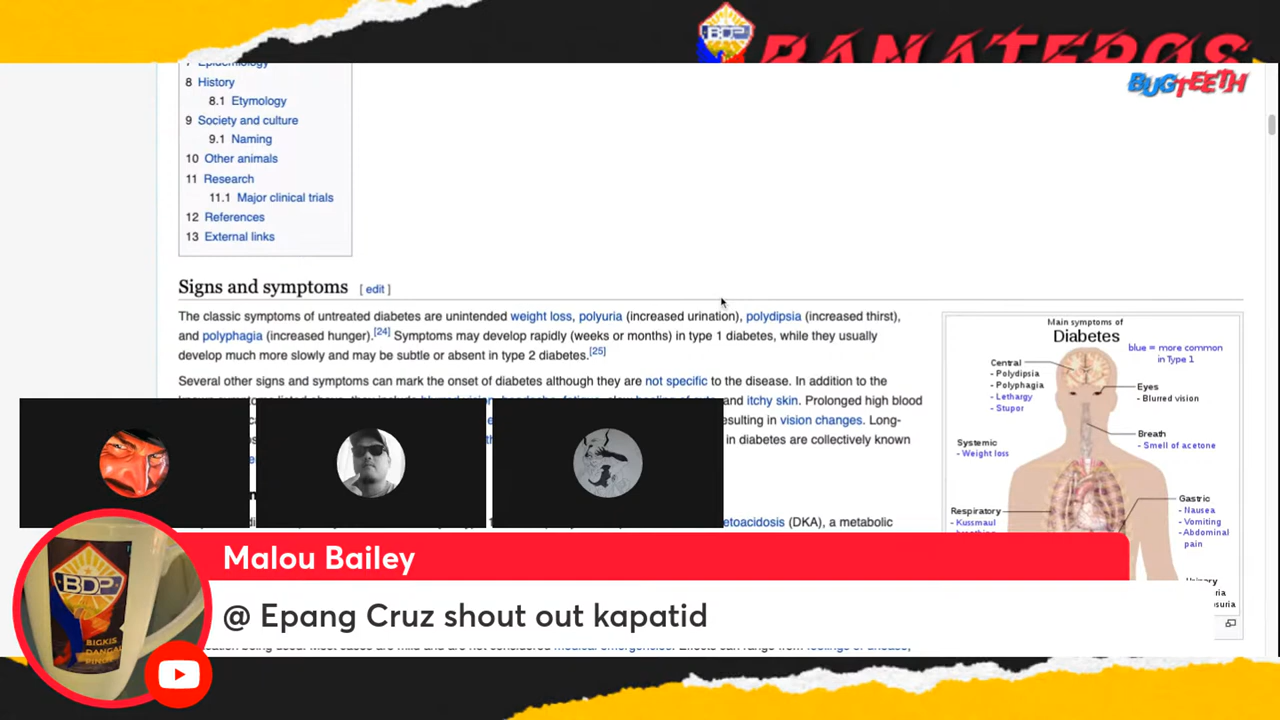 BDP
BANATEROS
BUGTEETH
7 Epidemiology
8 History
8.1 Etymology
9 Society and culture
9.1 Naming
10 Other animals
11 Research
11.1 Major clinical trials
12 References
13 External links
Signs and symptoms [ edit ]
The classic symptoms of untreated diabetes are unintended weight loss, polyuria (increased urination), polydipsia (increased thirst),
and polyphagia (increased hunger).[24] Symptoms may develop rapidly (weeks or months) in type 1 diabetes, while they usually
develop much more slowly and may be subtle or absent in type 2 diabetes.[25]
Several other signs and symptoms can mark the onset of diabetes although they are not specific to the disease. In addition to the
and itchy skin. Prolonged high blood
resulting in vision changes. Long-
in diabetes are collectively known
etoacidosis (DKA), a metabolic
Main symptoms of
Diabetes
blue = more common
in Type 1
Central
- Polydipsia
- Polyphagia
- Lethargy
- Stupor
Eyes
- Blurred vision
Breath
- Smell of acetone
Systemic
- Weight loss
Respiratory
- Kussmaul
Gastric
- Nausea
- Vomiting
- Abdominal
pain
Malou Bailey
@ Epang Cruz shout out kapatid
BDP
BIGKIS
DANGAL
PINOY